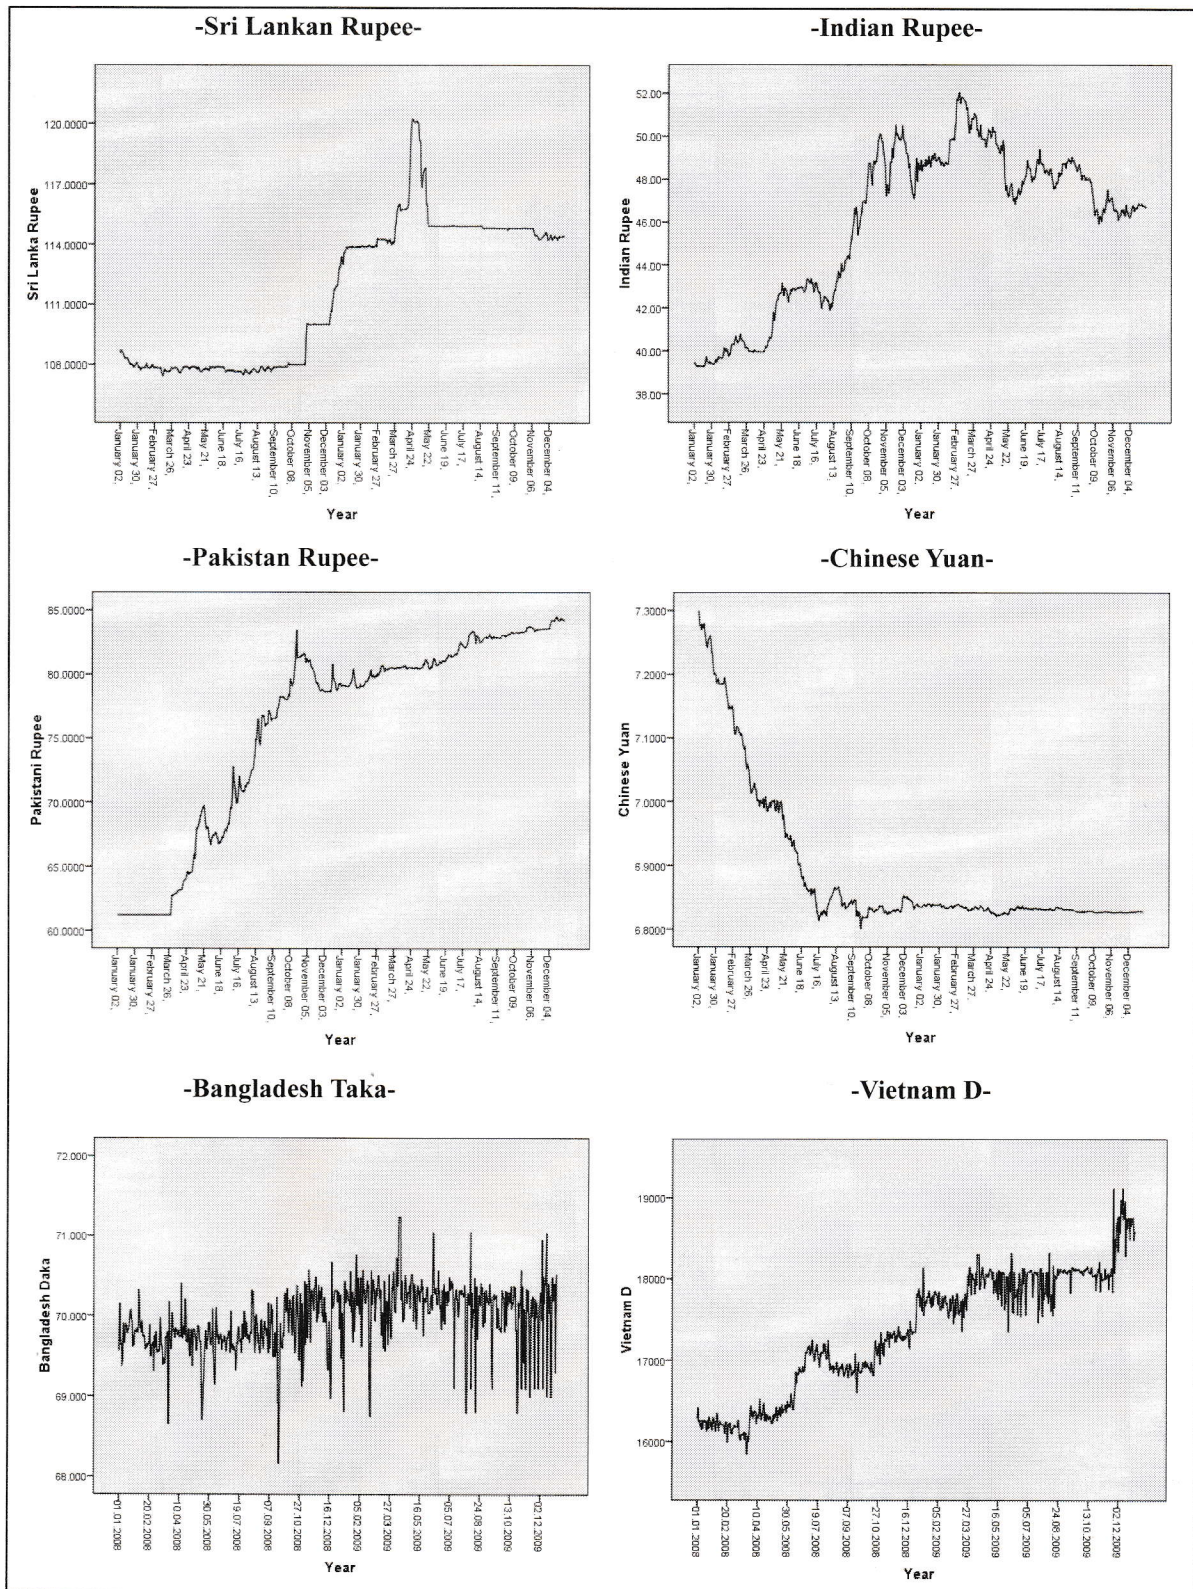 -Sri Lankan Rupee-
Sri Lanka Rupee
120.0000
117.0000
114.0000
111.0000
108.0000
January 02,
January 30,
February 27,
March 26,
April 23,
May 21,
June 18,
July 16,
August 13,
September 10,
October 08,
November 05,
December 03,
January 02,
January 30,
February 27,
March 27,
April 24,
May 22,
June 19,
July 17,
August 14,
September 11,
October 09,
November 06,
December 04,
Year
-Indian Rupee-
Indian Rupee
52.00
50.00
48.00
46.00
44.00
42.00
40.00
38.00
January 02,
January 30,
February 27,
March 26,
April 23,
May 21,
June 18,
July 16,
August 13,
September 10,
October 08,
November 05,
December 03,
January 02,
January 30,
February 27,
March 27,
April 24,
May 22,
June 19,
July 17,
August 14,
September 11,
October 09,
November 06,
December 04,
Year
-Pakistan Rupee-
Pakistani Rupee
85.0000
80.0000
75.0000
70.0000
65.0000
60.0000
January 02,
January 30,
February 27,
March 26,
April 23,
May 21,
June 18,
July 16,
August 13,
September 10,
October 08,
November 05,
December 03,
January 02,
January 30,
February 27,
March 27,
April 24,
May 22,
June 19,
July 17,
August 14,
September 11,
October 09,
November 06,
December 04,
Year
-Chinese Yuan-
Chinese Yuan
7.3000
7.2000
7.1000
7.0000
6.9000
6.8000
January 02,
January 30,
February 27,
March 26,
April 23,
May 21,
June 18,
July 16,
August 13,
September 10,
October 08,
November 05,
December 03,
January 02,
January 30,
February 27,
March 27,
April 24,
May 22,
June 19,
July 17,
August 14,
September 11,
October 09,
November 06,
December 04,
Year
-Bangladesh Taka-
Bangladesh Daka
72.000
71.000
70.000
69.000
68.000
01.01.2008
20.02.2008
10.04.2008
30.05.2008
19.07.2008
07.09.2008
27.10.2008
16.12.2008
05.02.2009
27.03.2009
16.05.2009
05.07.2009
24.08.2009
13.10.2009
02.12.2009
Year
-Vietnam D-
Vietnam D
19000
18000
17000
16000
01.01.2008
20.02.2008
10.04.2008
30.05.2008
19.07.2008
07.09.2008
27.10.2008
16.12.2008
05.02.2009
27.03.2009
16.05.2009
05.07.2009
24.08.2009
13.10.2009
02.12.2009
Year